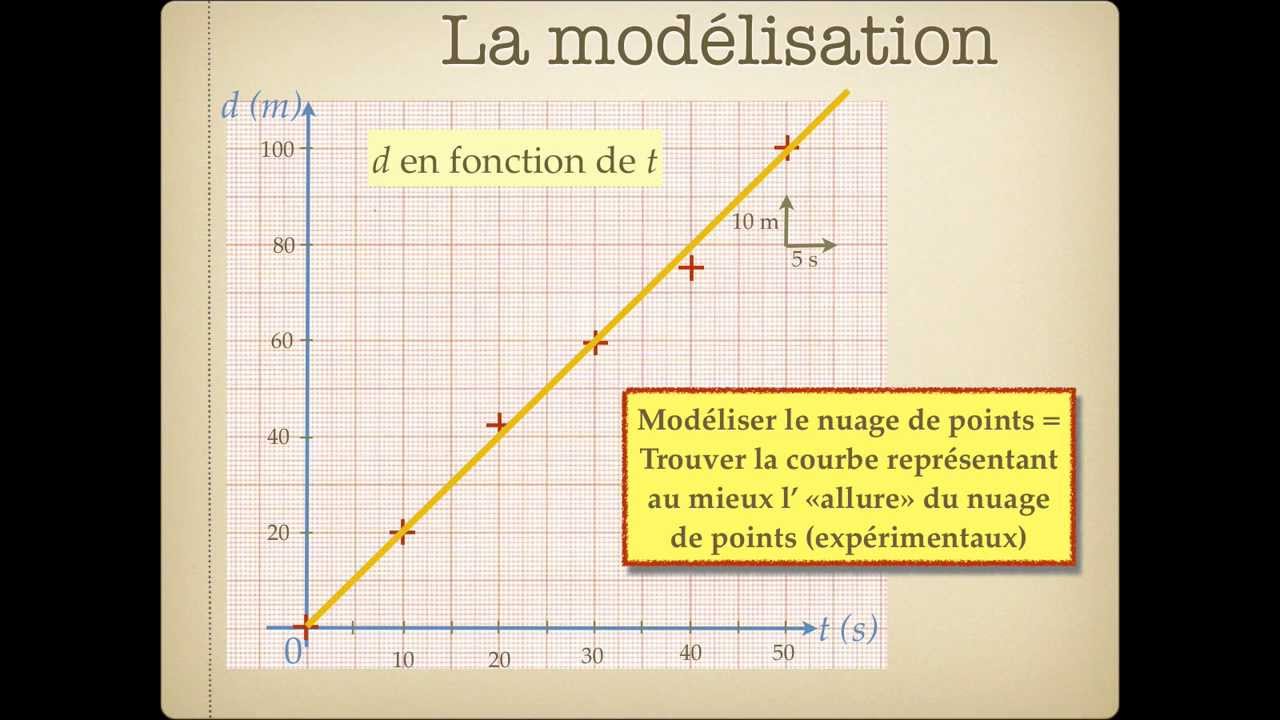 La modélisation
d (m)
d en fonction de t
100
80
60
40
20
0
10 m
5 s
Modéliser le nuage de points =
Trouver la courbe représentant
au mieux l’ «allure» du nuage
de points (expérimentaux)
t (s)
10 20 30 40 50